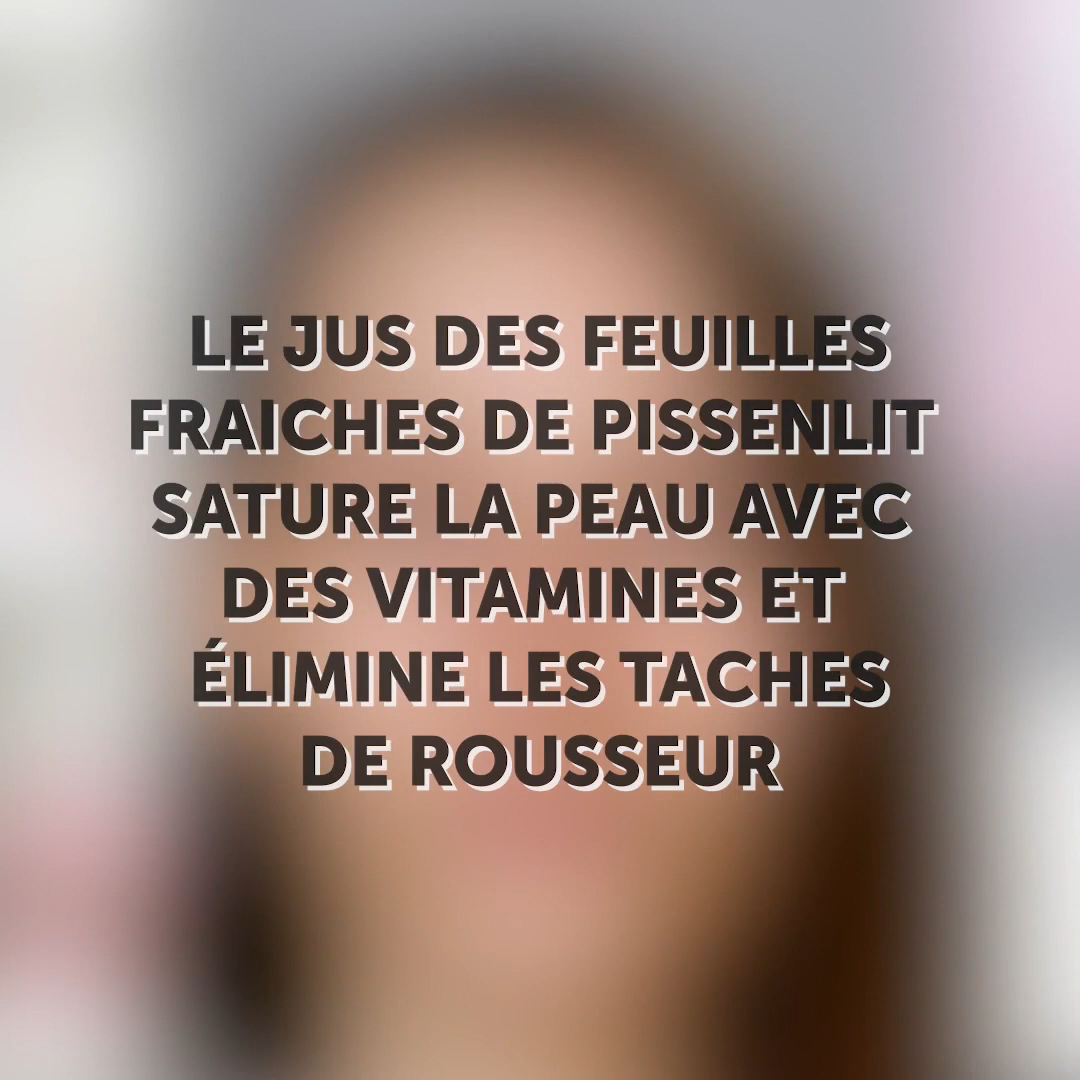 LE JUS DES FEUILLES
FRAICHES DE PISSENLIT
SATURE LA PEAU AVEC
DES VITAMINES ET
ÉLIMINE LES TACHES
DE ROUSSEUR